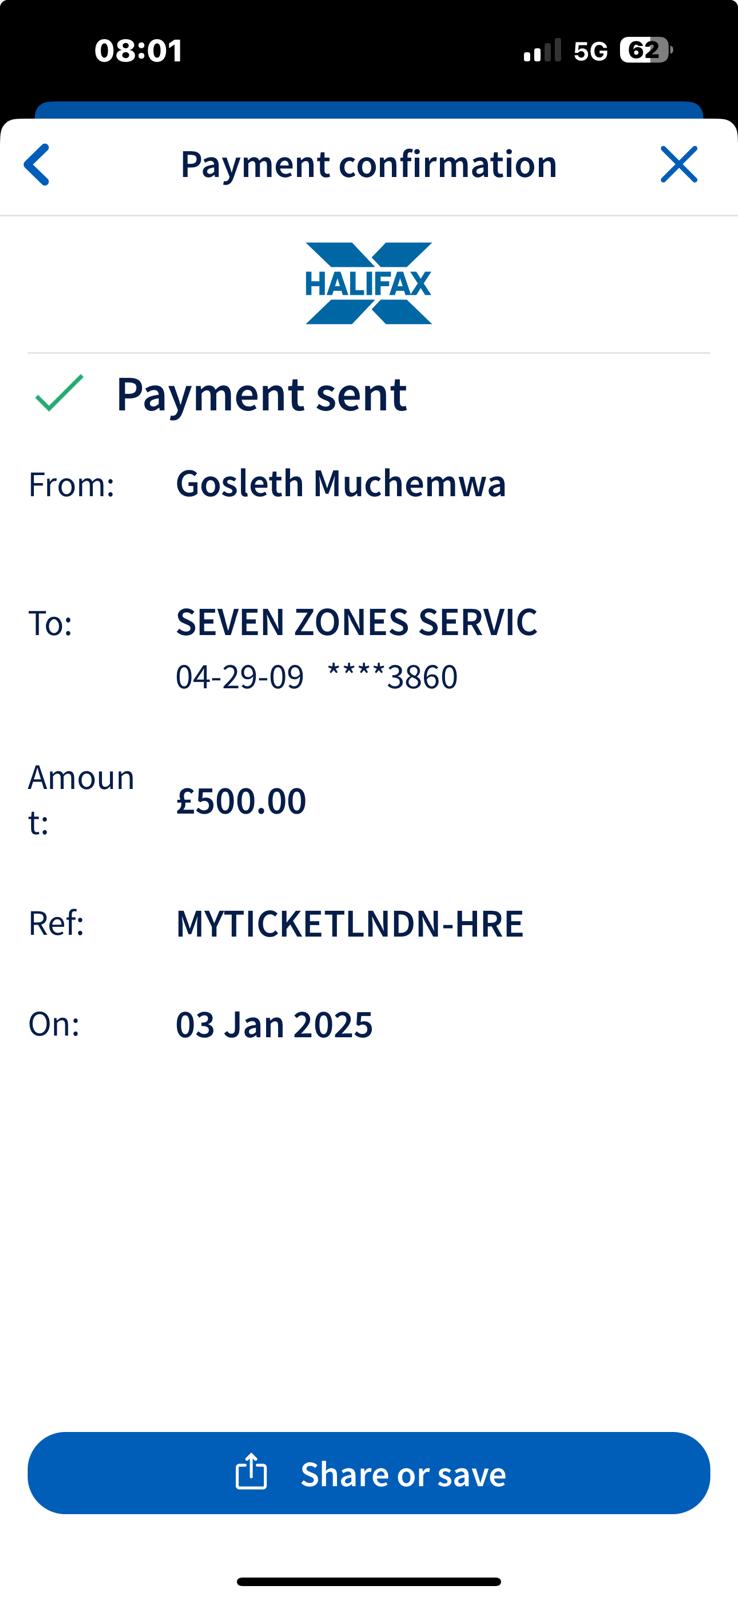 08:01 5G 62
Payment confirmation
HALIFAX
Payment sent
From: Gosleth Muchemwa
To: SEVEN ZONES SERVIC
04-29-09 ****3860
Amoun
t: £500.00
Ref: MYTICKETLNDN-HRE
On: 03 Jan 2025
Share or save